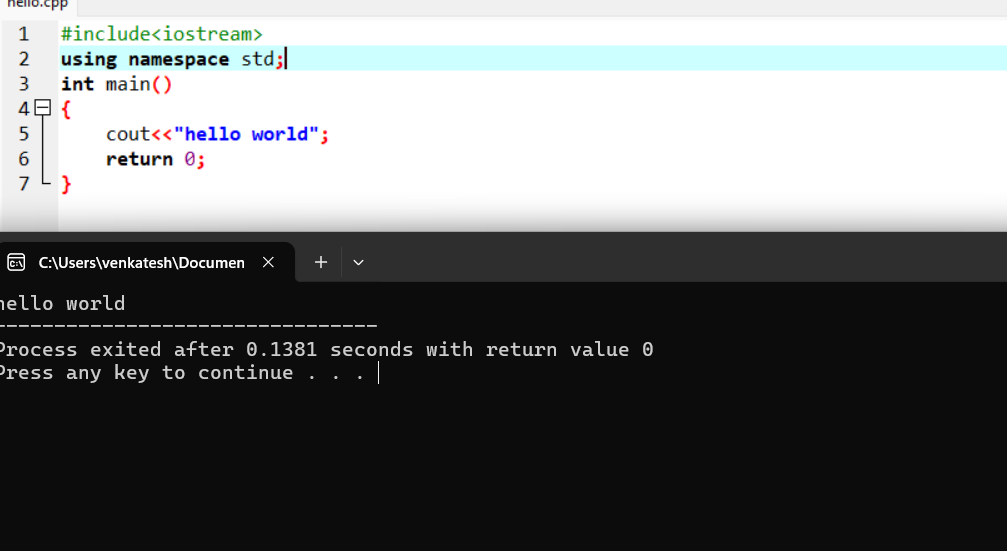 hello.cpp
1 #include<iostream>
2 using namespace std;
3 int main()
4 {
5 cout<<"hello world";
6 return 0;
7 }
C:\Users\venkatesh\Documen
hello world
--------------------------------
Process exited after 0.1381 seconds with return value 0
Press any key to continue . . .